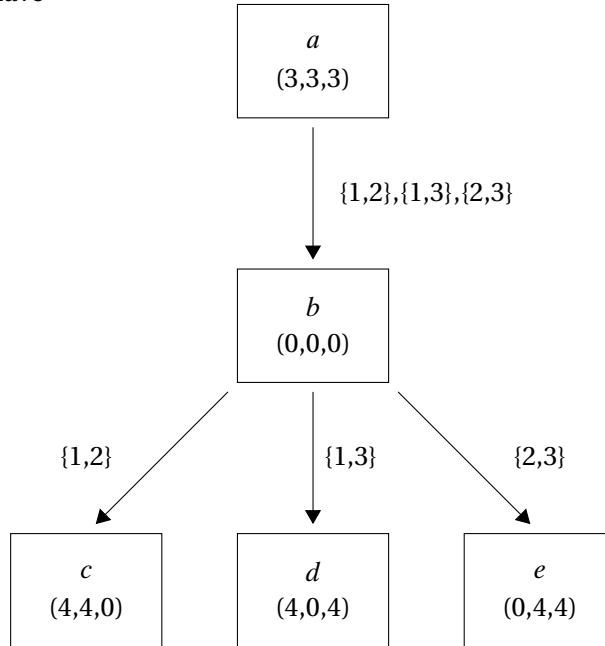 a
(3,3,3)
{1,2},{1,3},{2,3}
b
(0,0,0)
{1,2}
{1,3}
{2,3}
c
(4,4,0)
d
(4,0,4)
e
(0,4,4)